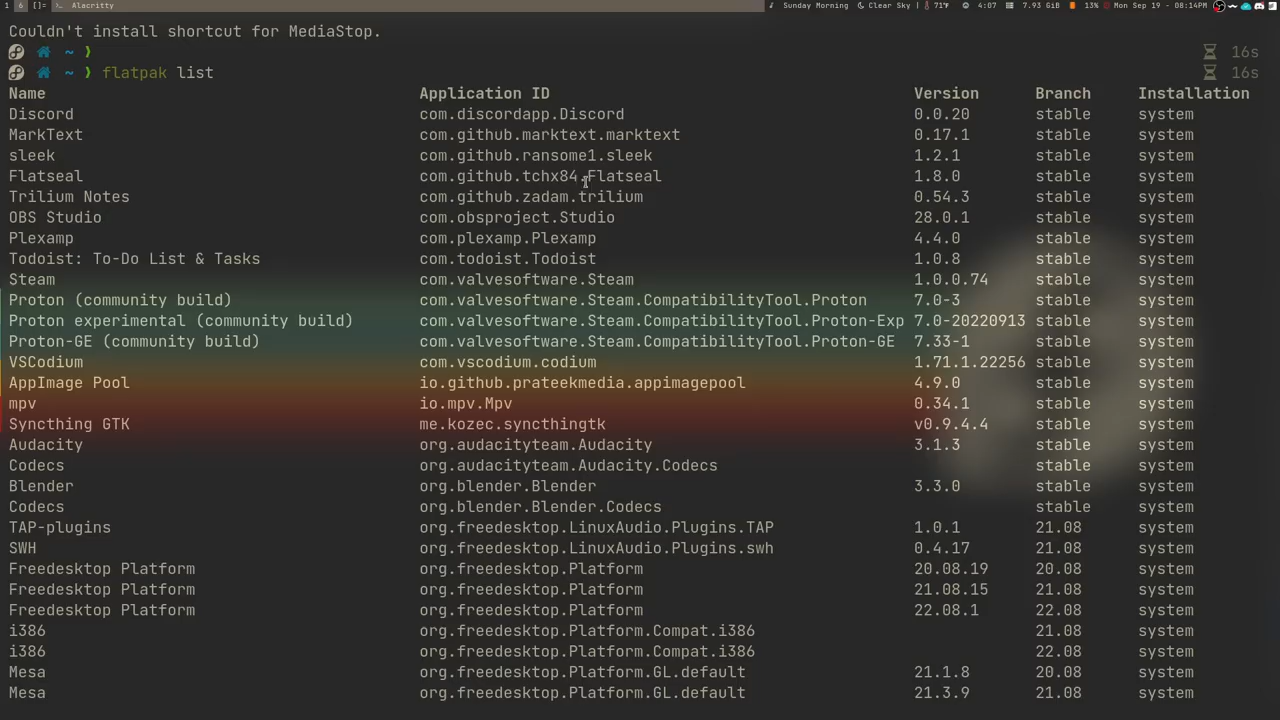 1 6 []= Alacritty Sunday Morning Clear Sky 71°F 4:07 7.93 GiB 13% Mon Sep 19 - 08:14PM
Couldn't install shortcut for MediaStop.
~ ❯ 16s
~ ❯ flatpak list 16s
Name Application ID Version Branch Installation
Discord com.discordapp.Discord 0.0.20 stable system
MarkText com.github.marktext.marktext 0.17.1 stable system
sleek com.github.ransome1.sleek 1.2.1 stable system
Flatseal com.github.tchx84.Flatseal 1.8.0 stable system
Trilium Notes com.github.zadam.trilium 0.54.3 stable system
OBS Studio com.obsproject.Studio 28.0.1 stable system
Plexamp com.plexamp.Plexamp 4.4.0 stable system
Todoist: To-Do List & Tasks com.todoist.Todoist 1.0.8 stable system
Steam com.valvesoftware.Steam 1.0.0.74 stable system
Proton (community build) com.valvesoftware.Steam.CompatibilityTool.Proton 7.0-3 stable system
Proton experimental (community build) com.valvesoftware.Steam.CompatibilityTool.Proton-Exp 7.0-20220913 stable system
Proton-GE (community build) com.valvesoftware.Steam.CompatibilityTool.Proton-GE 7.33-1 stable system
VSCodium com.vscodium.codium 1.71.1.22256 stable system
AppImage Pool io.github.prateekmedia.appimagepool 4.9.0 stable system
mpv io.mpv.Mpv 0.34.1 stable system
Syncthing GTK me.kozec.syncthingtk v0.9.4.4 stable system
Audacity org.audacityteam.Audacity 3.1.3 stable system
Codecs org.audacityteam.Audacity.Codecs stable system
Blender org.blender.Blender 3.3.0 stable system
Codecs org.blender.Blender.Codecs stable system
TAP-plugins org.freedesktop.LinuxAudio.Plugins.TAP 1.0.1 21.08 system
SWH org.freedesktop.LinuxAudio.Plugins.swh 0.4.17 21.08 system
Freedesktop Platform org.freedesktop.Platform 20.08.19 20.08 system
Freedesktop Platform org.freedesktop.Platform 21.08.15 21.08 system
Freedesktop Platform org.freedesktop.Platform 22.08.1 22.08 system
i386 org.freedesktop.Platform.Compat.i386 21.08 system
i386 org.freedesktop.Platform.Compat.i386 22.08 system
Mesa org.freedesktop.Platform.GL.default 21.1.8 20.08 system
Mesa org.freedesktop.Platform.GL.default 21.3.9 21.08 system